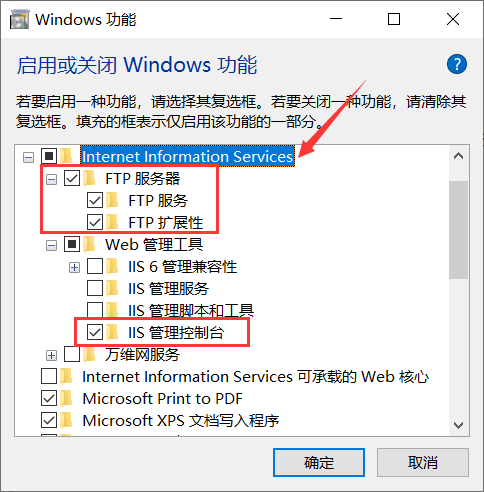 Windows 功能
启用或关闭 Windows 功能
?
若要启用一种功能，请选择其复选框。若要关闭一种功能，请清除其
复选框。填充的框表示仅启用该功能的一部分。
Internet Information Services
FTP 服务器
FTP 服务
FTP 扩展性
Web 管理工具
IIS 6 管理兼容性
IIS 管理服务
IIS 管理脚本和工具
IIS 管理控制台
万维网服务
Internet Information Services 可承载的 Web 核心
Microsoft Print to PDF
Microsoft XPS 文档写入程序
确定
取消